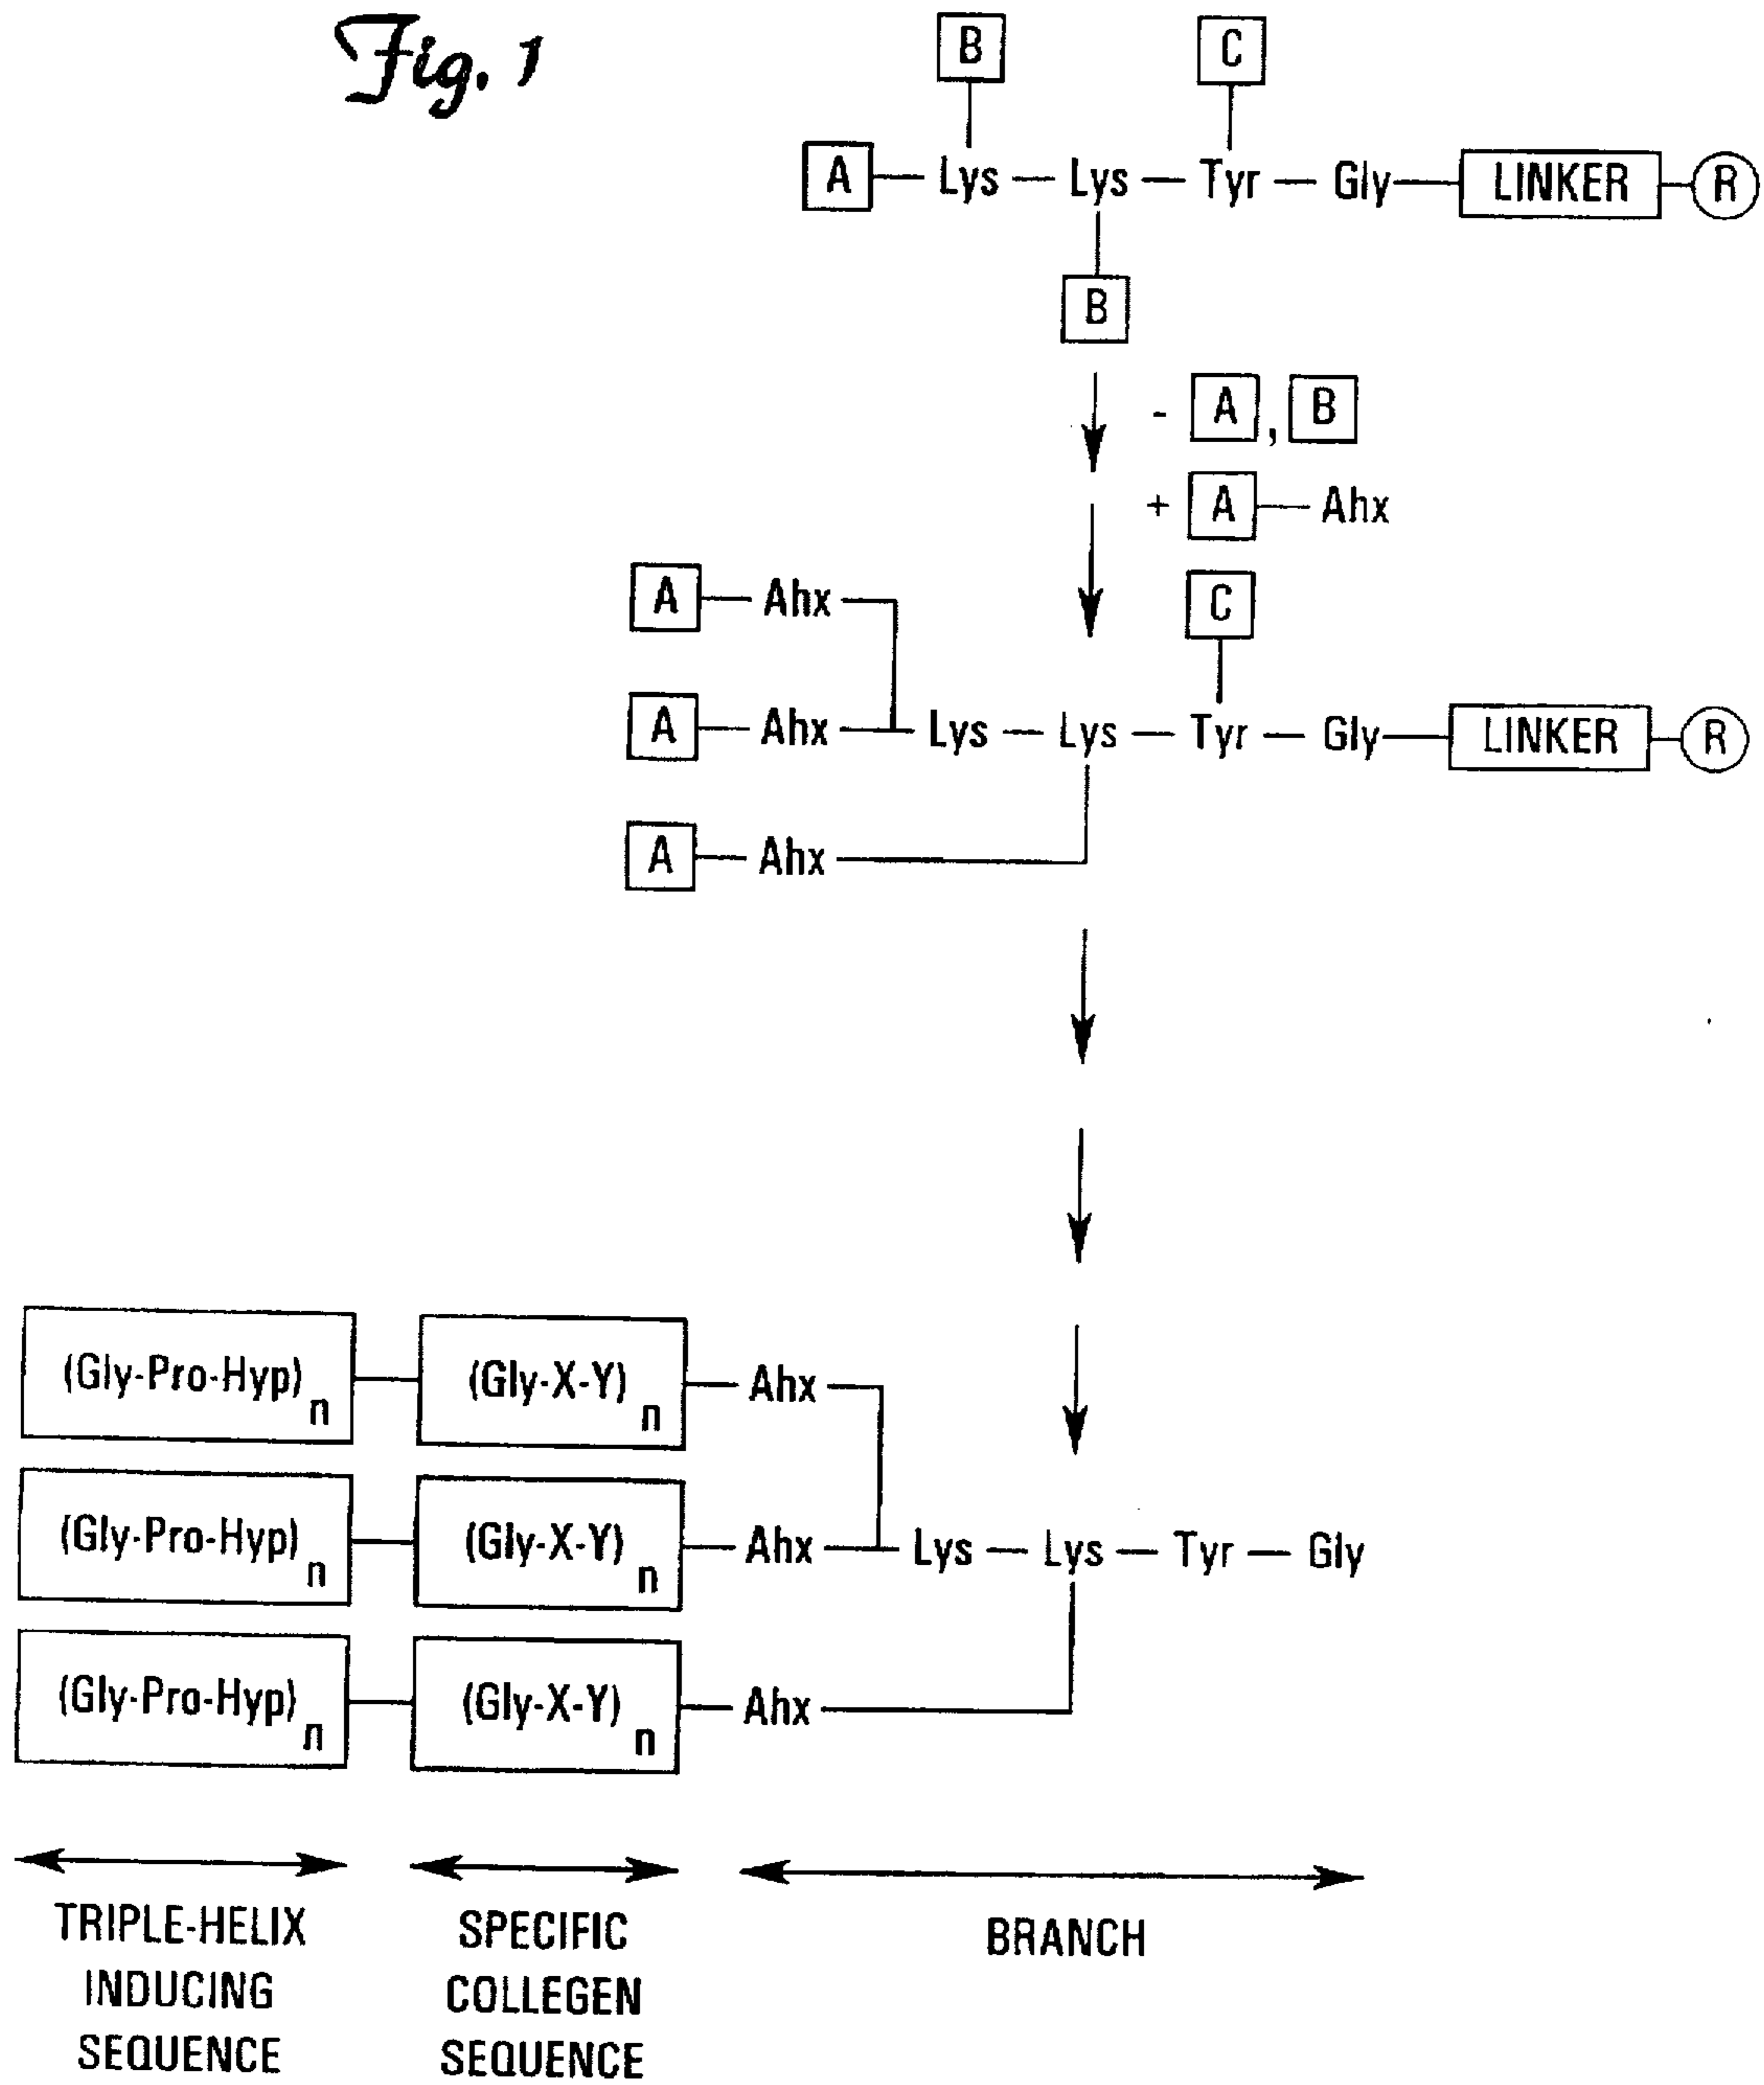 Fig. 1
B C
A Lys Lys Tyr Gly LINKER R
B
- A , B
+ A Ahx
C
A Ahx
A Ahx Lys Lys Tyr Gly LINKER R
A Ahx
(Gly-Pro-Hyp)n (Gly-X-Y)n Ahx
(Gly-Pro-Hyp)n (Gly-X-Y)n Ahx Lys Lys Tyr Gly
(Gly-Pro-Hyp)n (Gly-X-Y)n Ahx
TRIPLE-HELIX
INDUCING
SEQUENCE
SPECIFIC
COLLEGEN
SEQUENCE
BRANCH